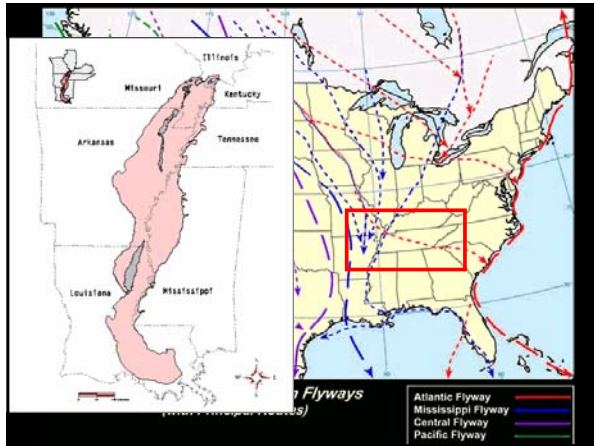 Illinois
Missouri
Kentucky
Arkansas
Tennessee
Louisiana
Mississippi
Flyways
Atlantic Flyway
Mississippi Flyway
Central Flyway
Pacific Flyway